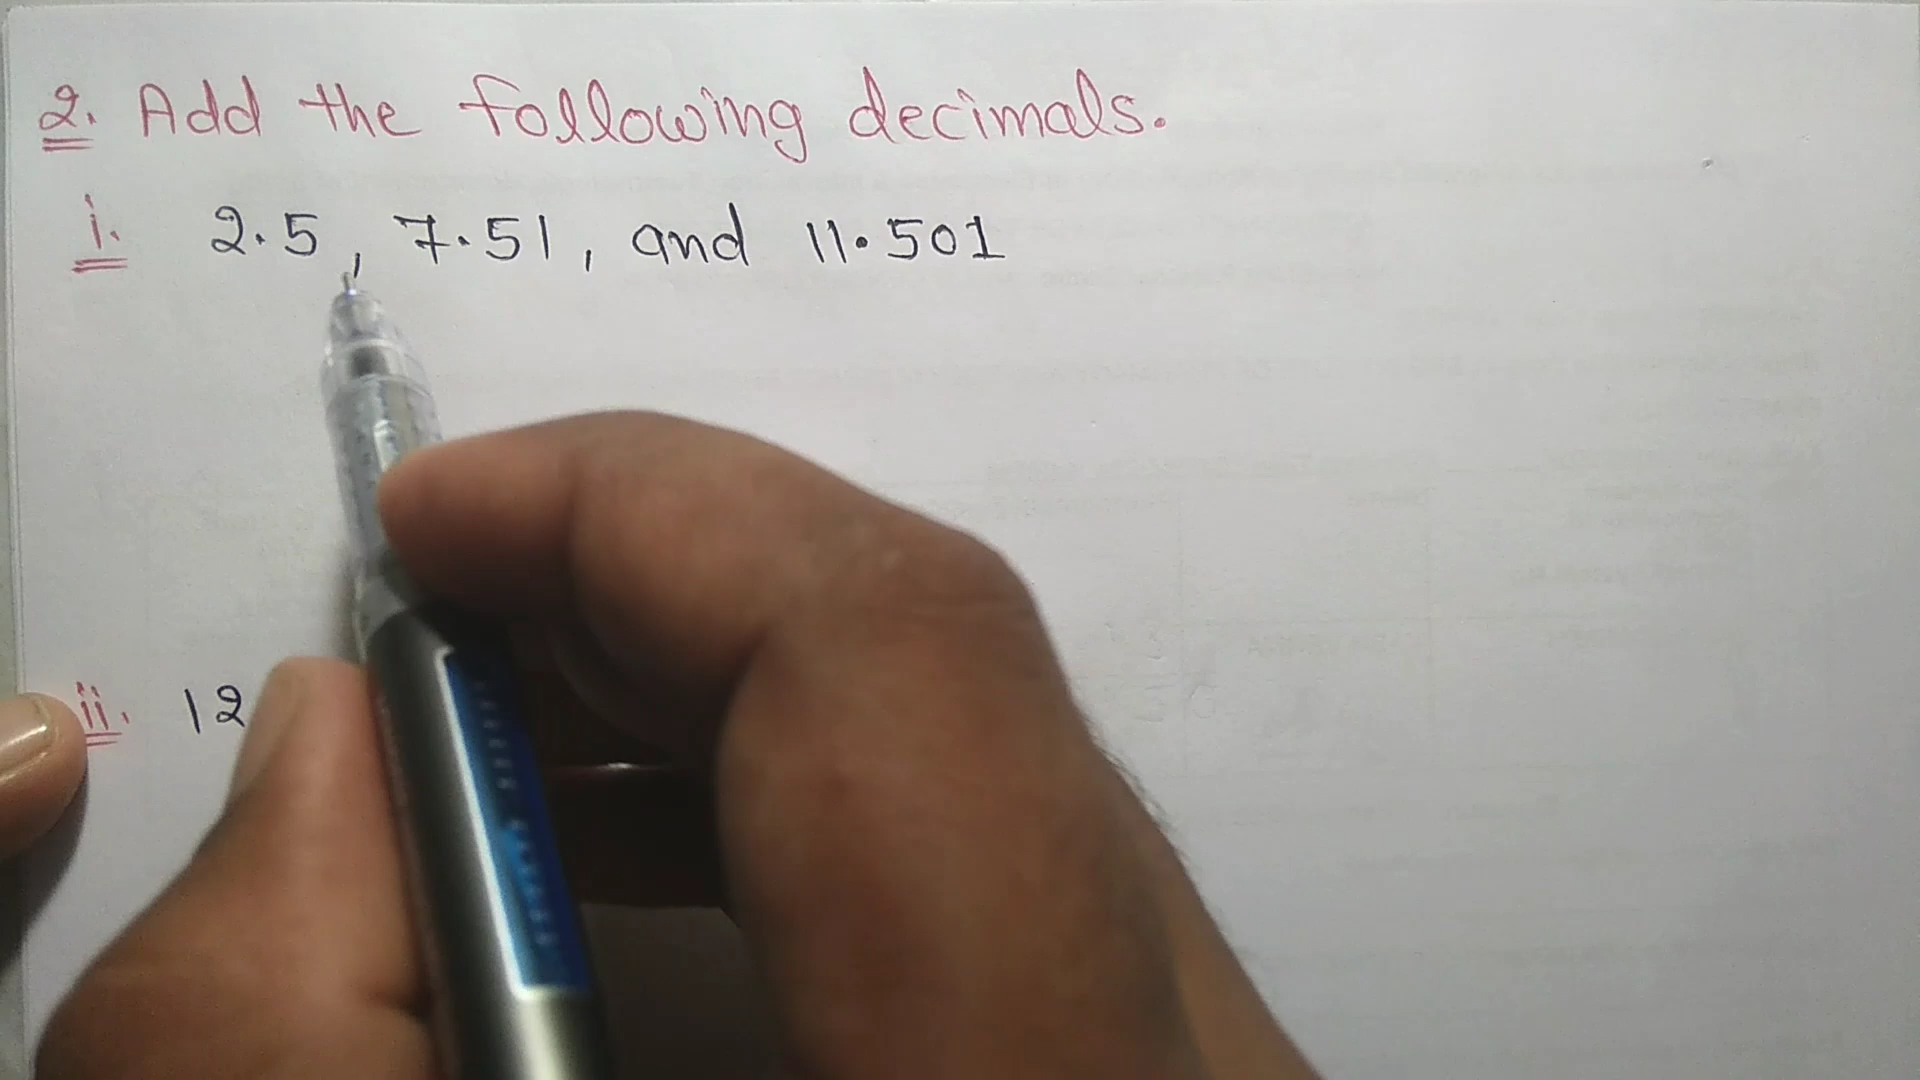 2. Add the following decimals.
i. 2.5, 7.51, and 11.501
ii. 12